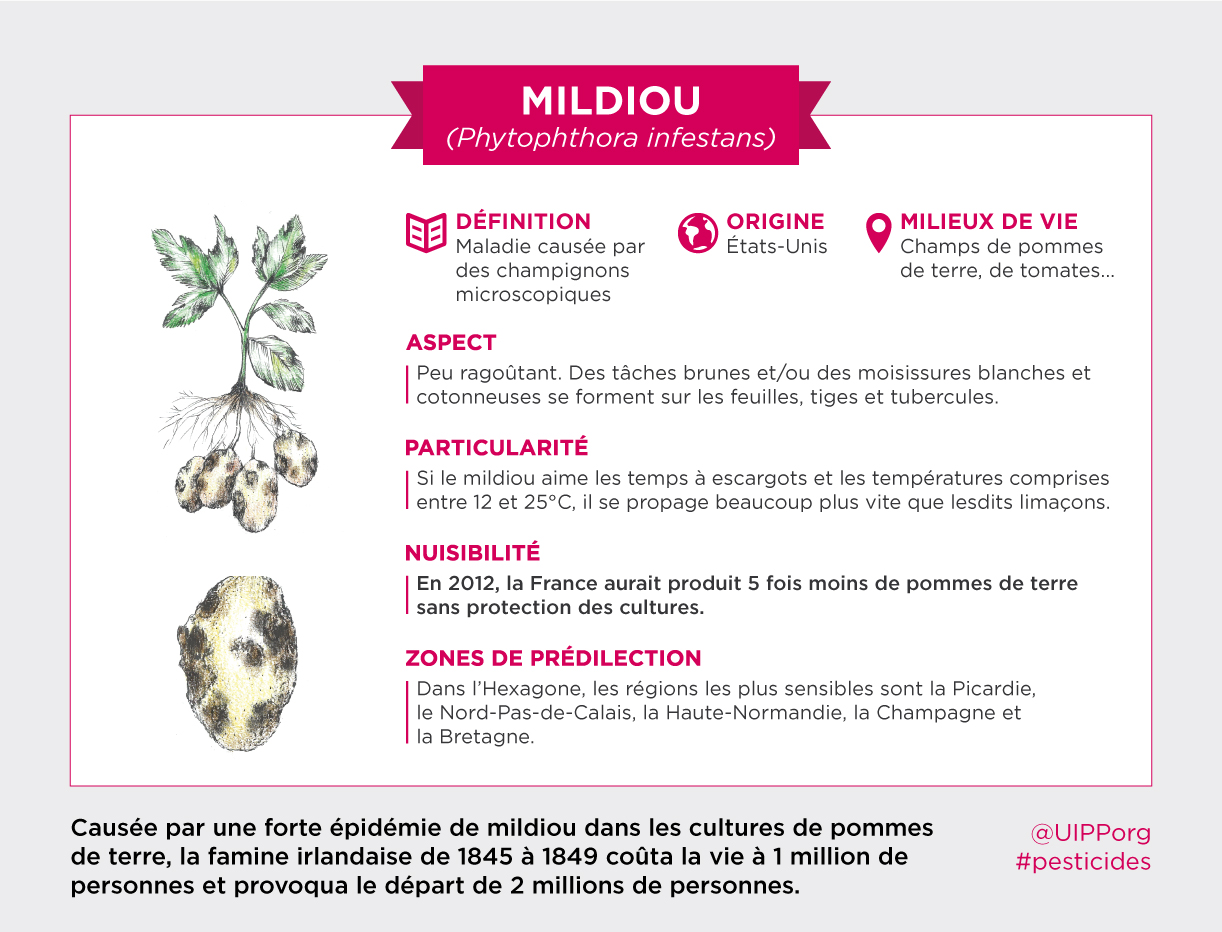 MILDIOU
(Phytophthora infestans)
DÉFINITION
Maladie causée par
des champignons
microscopiques
ORIGINE
États-Unis
MILIEUX DE VIE
Champs de pommes
de terre, de tomates...
ASPECT
Peu ragoûtant. Des tâches brunes et/ou des moisissures blanches et
cotonneuses se forment sur les feuilles, tiges et tubercules.
PARTICULARITÉ
Si le mildiou aime les temps à escargots et les températures comprises
entre 12 et 25°C, il se propage beaucoup plus vite que lesdits limaçons.
NUISIBILITÉ
En 2012, la France aurait produit 5 fois moins de pommes de terre
sans protection des cultures.
ZONES DE PRÉDILECTION
Dans l'Hexagone, les régions les plus sensibles sont la Picardie,
le Nord-Pas-de-Calais, la Haute-Normandie, la Champagne et
la Bretagne.
Causée par une forte épidémie de mildiou dans les cultures de pommes
de terre, la famine irlandaise de 1845 à 1849 coûta la vie à 1 million de
personnes et provoqua le départ de 2 millions de personnes.
@UIPPorg
#pesticides